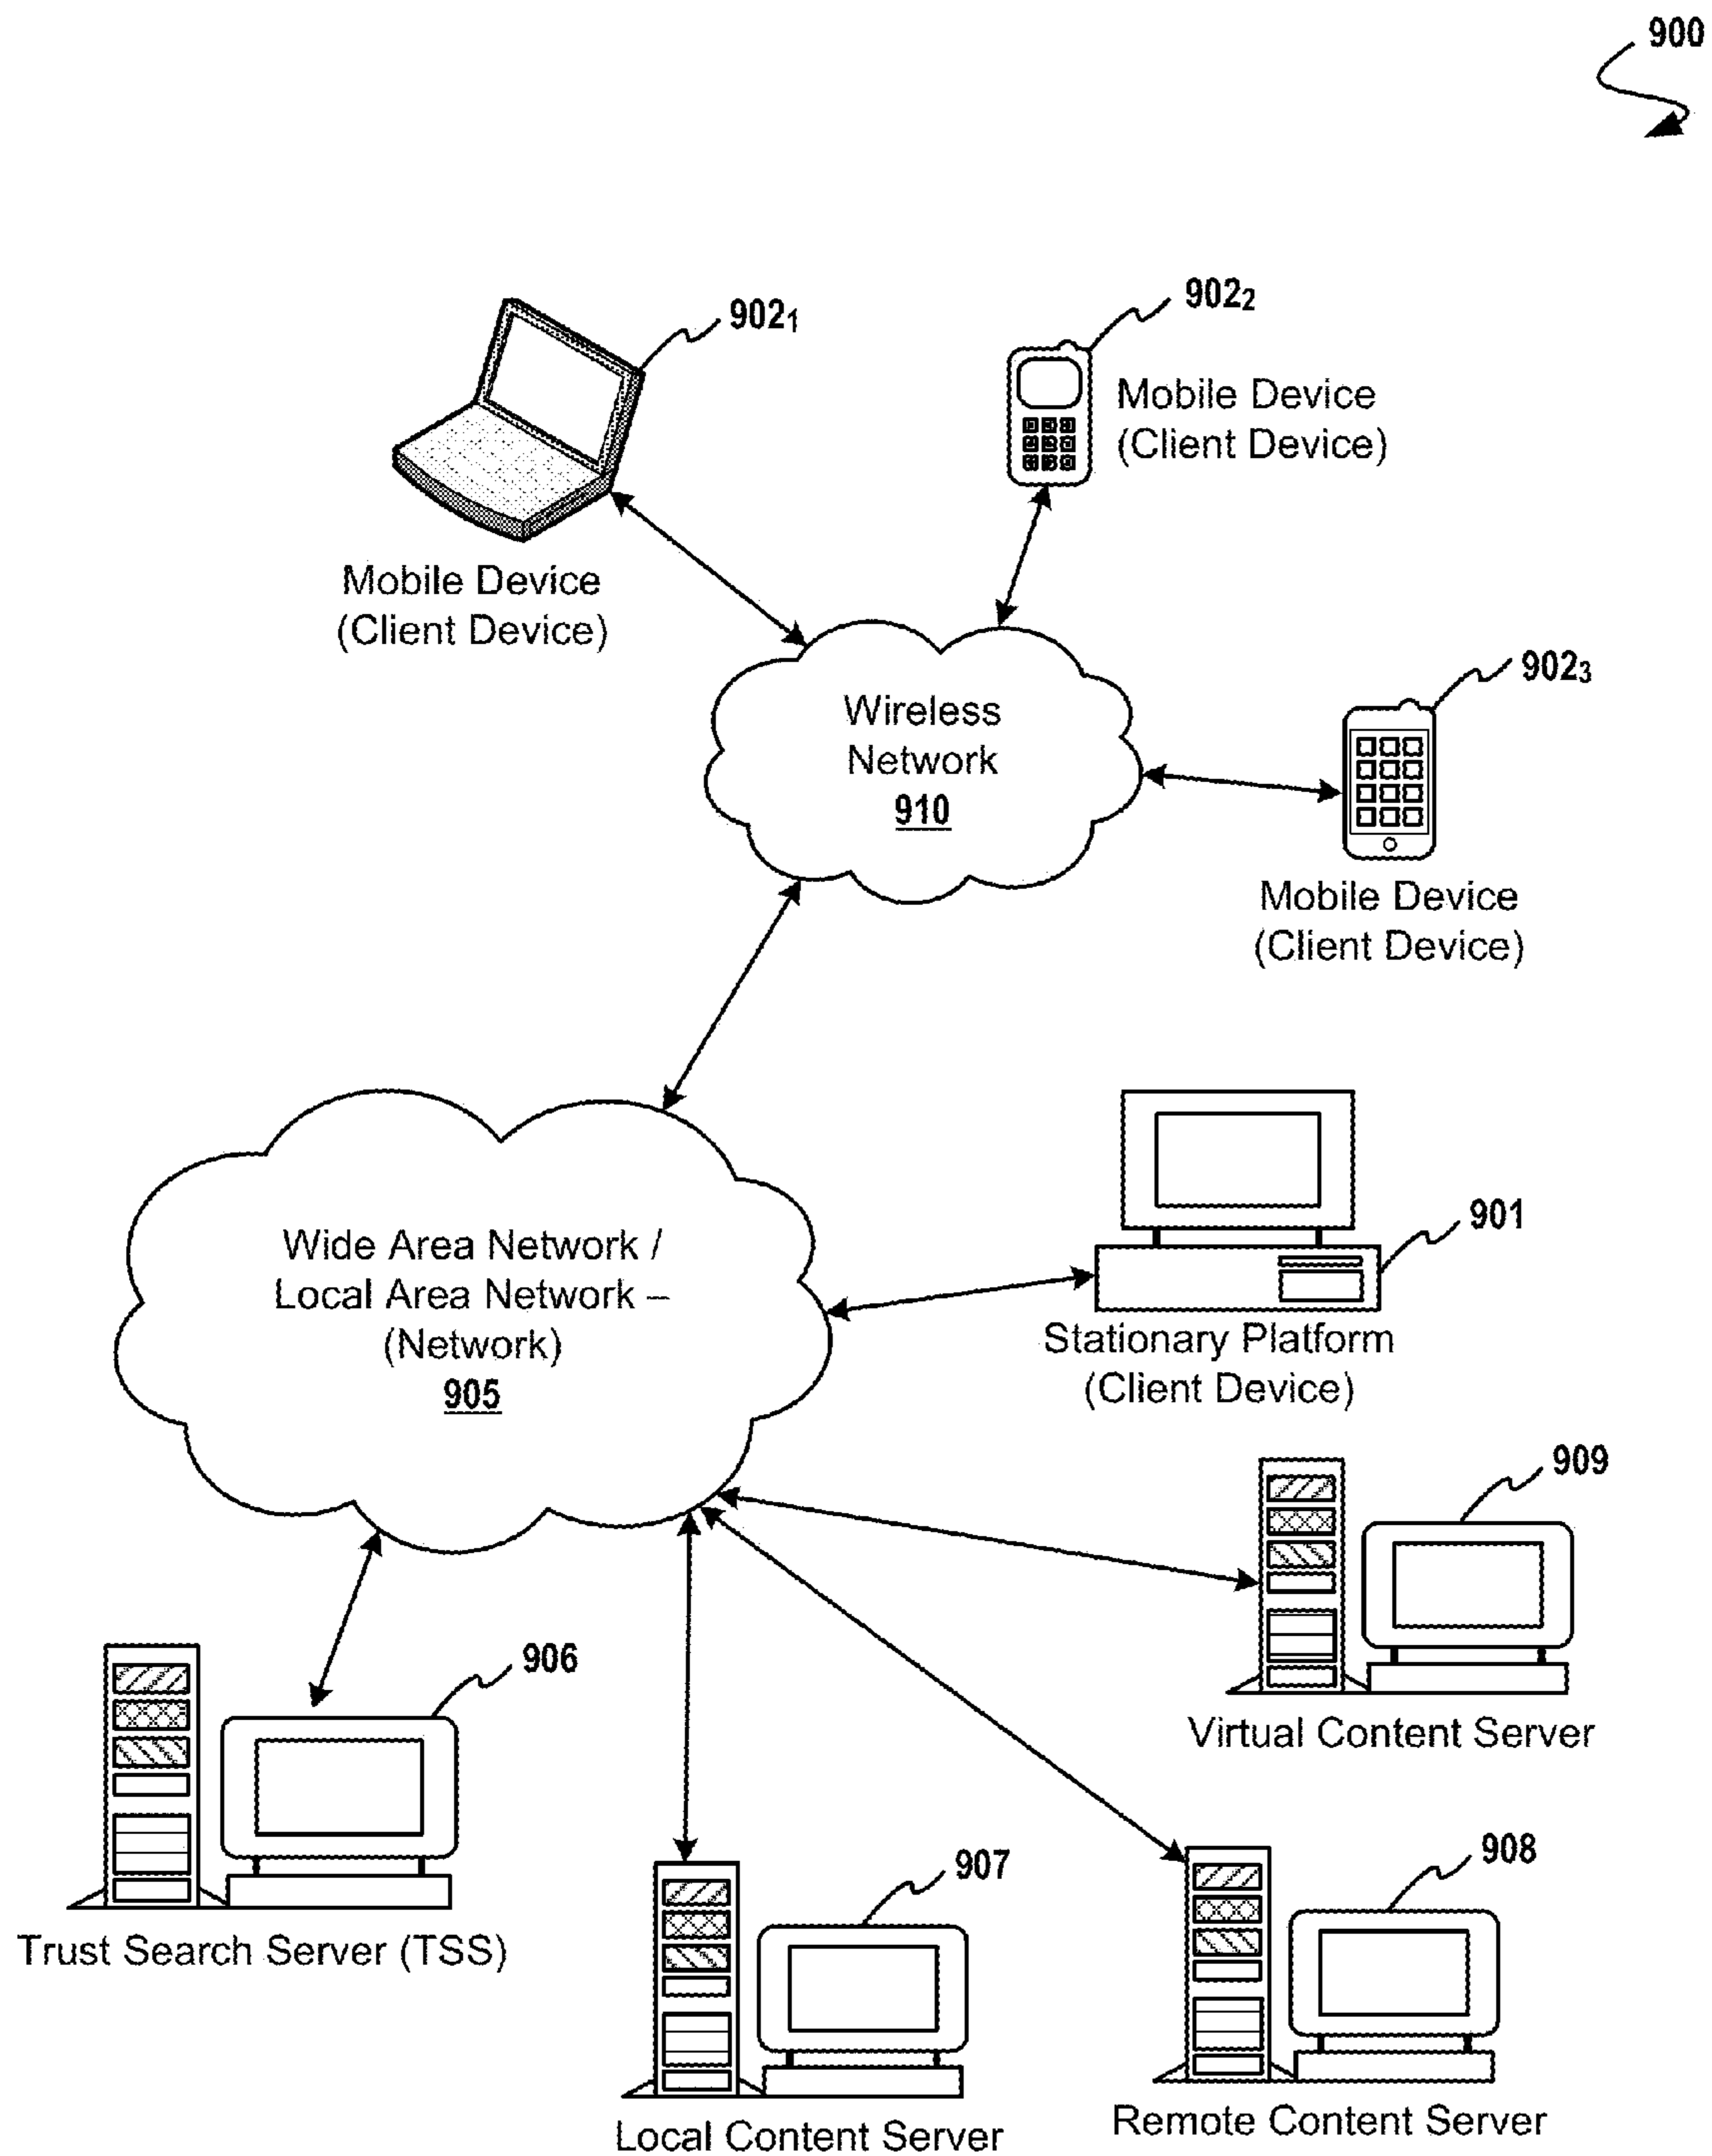 900
902₁
902₂
Mobile Device
(Client Device)
Mobile Device
(Client Device)
902₃
Wireless
Network
910
Mobile Device
(Client Device)
Wide Area Network /
Local Area Network –
(Network)
905
901
Stationary Platform
(Client Device)
909
Virtual Content Server
906
Trust Search Server (TSS)
907
Local Content Server
908
Remote Content Server